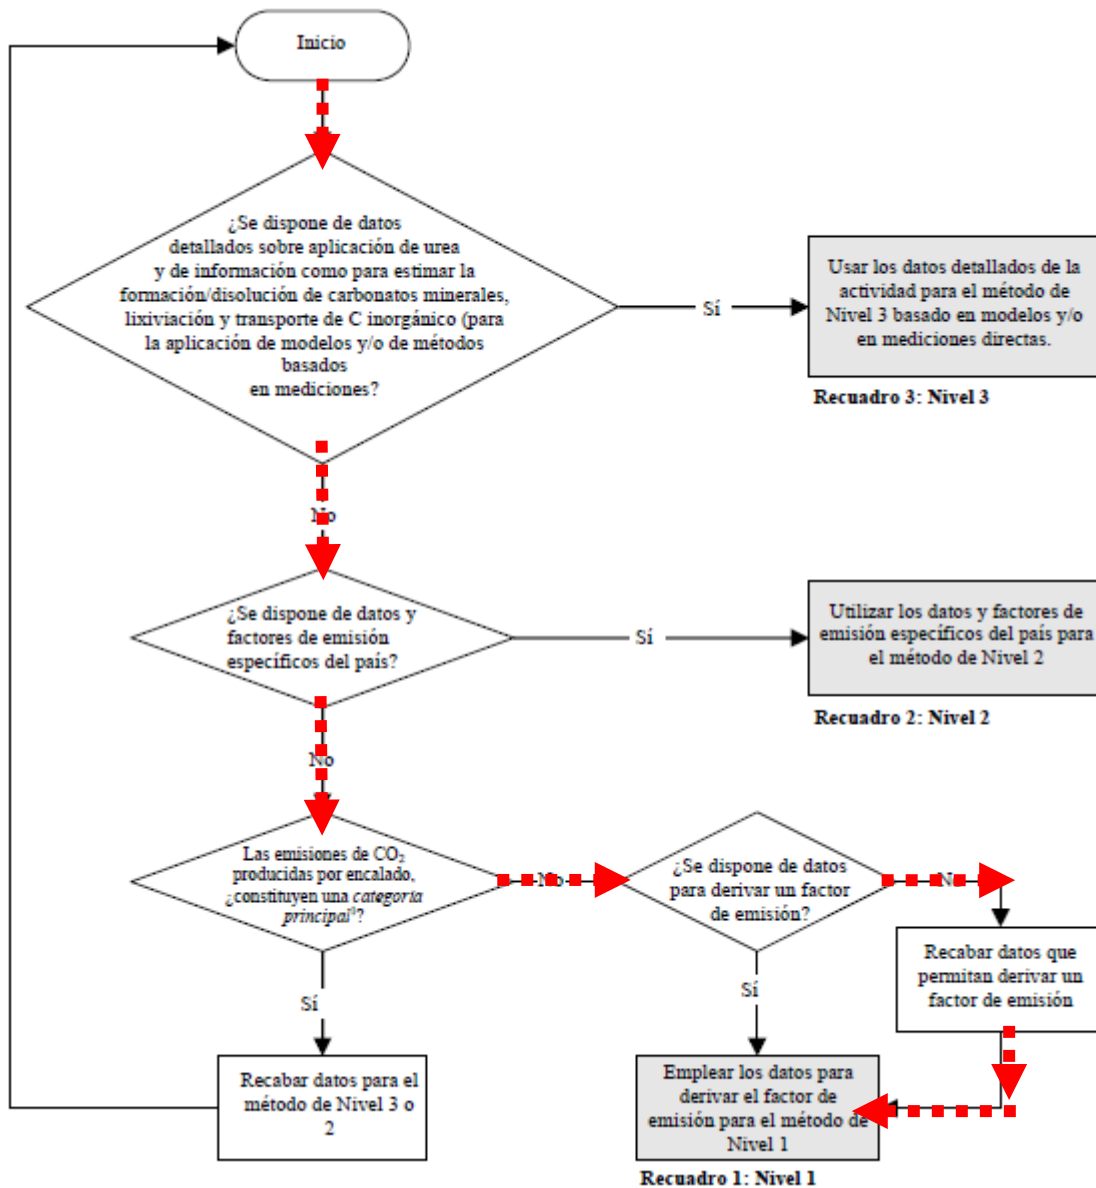 Inicio
¿Se dispone de datos
detallados sobre aplicación de urea
y de información como para estimar la
formación/disolución de carbonatos minerales,
lixiviación y transporte de C inorgánico (para
la aplicación de modelos y/o de métodos
basados
en mediciones?
Sí
Usar los datos detallados de la
actividad para el método de
Nivel 3 basado en modelos y/o
en mediciones directas.
Recuadro 3: Nivel 3
No
¿Se dispone de datos y
factores de emisión
específicos del país?
Sí
Utilizar los datos y factores de
emisión específicos del país para
el método de Nivel 2
Recuadro 2: Nivel 2
No
Las emisiones de CO₂
producidas por encalado,
¿constituyen una categoría
principal³?
No
¿Se dispone de datos
para derivar un factor
de emisión?
No
Recabar datos que
permitan derivar un
factor de emisión
Sí
Sí
Recabar datos para el
método de Nivel 3 o
2
Emplear los datos para
derivar el factor de
emisión para el método de
Nivel 1
Recuadro 1: Nivel 1